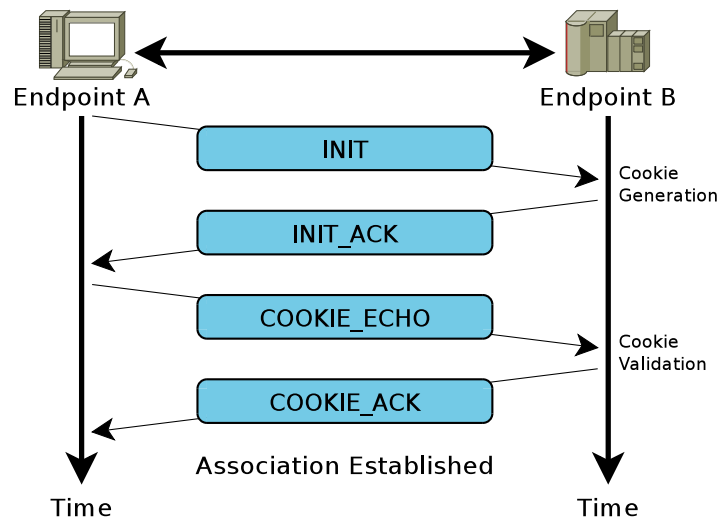 Endpoint A
Endpoint B
INIT
Cookie
Generation
INIT_ACK
COOKIE_ECHO
Cookie
Validation
COOKIE_ACK
Association Established
Time
Time